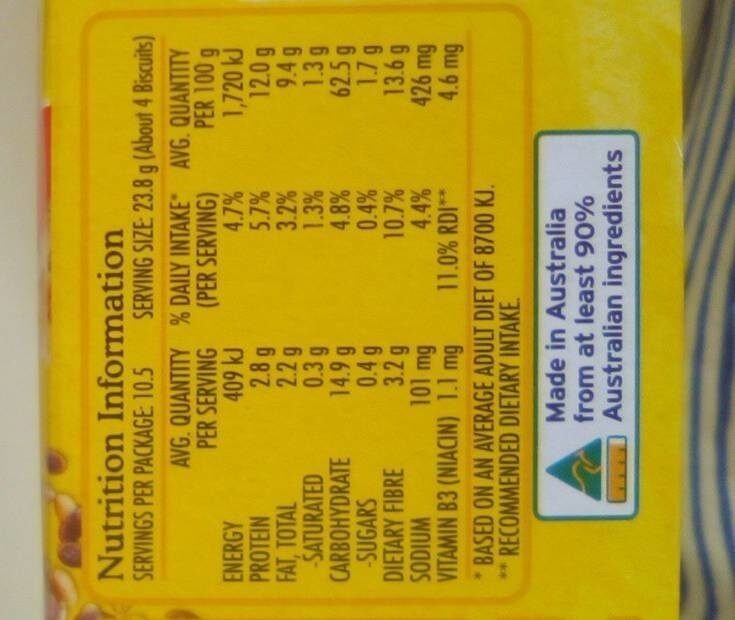 Nutrition Information
SERVINGS PER PACKAGE: 10.5 SERVING SIZE: 23.8 g (About 4 Biscuits)
AVG. QUANTITY % DAILY INTAKE* AVG. QUANTITY
PER SERVING (PER SERVING) PER 100 g
ENERGY 409 kJ 4.7% 1,720 kJ
PROTEIN 2.8 g 5.7% 12.0 g
FAT, TOTAL 2.2 g 3.2% 9.4 g
-SATURATED 0.3 g 1.3% 1.3 g
CARBOHYDRATE 14.9 g 4.8% 62.5 g
-SUGARS 0.4 g 0.4% 1.7 g
DIETARY FIBRE 3.2 g 10.7% 13.6 g
SODIUM 101 mg 4.4% 426 mg
VITAMIN B3 (NIACIN) 1.1 mg 11.0% RDI** 4.6 mg
* BASED ON AN AVERAGE ADULT DIET OF 8700 KJ.
** RECOMMENDED DIETARY INTAKE.
Made in Australia
from at least 90%
Australian ingredients